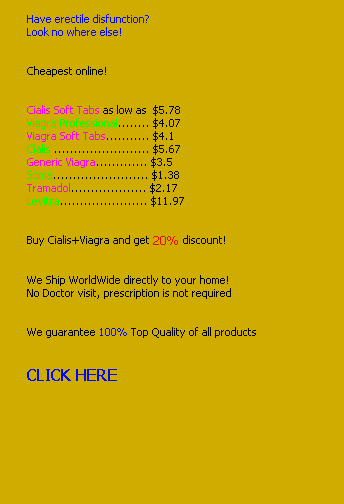 Have erectile disfunction?
Look no where else!
Cheapest online!
Cialis Soft Tabs as low as $5.78
Viagra Professional........ $4.07
Viagra Soft Tabs........... $4.1
Cialis........................ $5.67
Generic Viagra............. $3.5
Soma........................ $1.38
Tramadol................... $2.17
Levitra...................... $11.97
Buy Cialis+Viagra and get 20% discount!
We Ship WorldWide directly to your home!
No Doctor visit, prescription is not required
We guarantee 100% Top Quality of all products
CLICK HERE